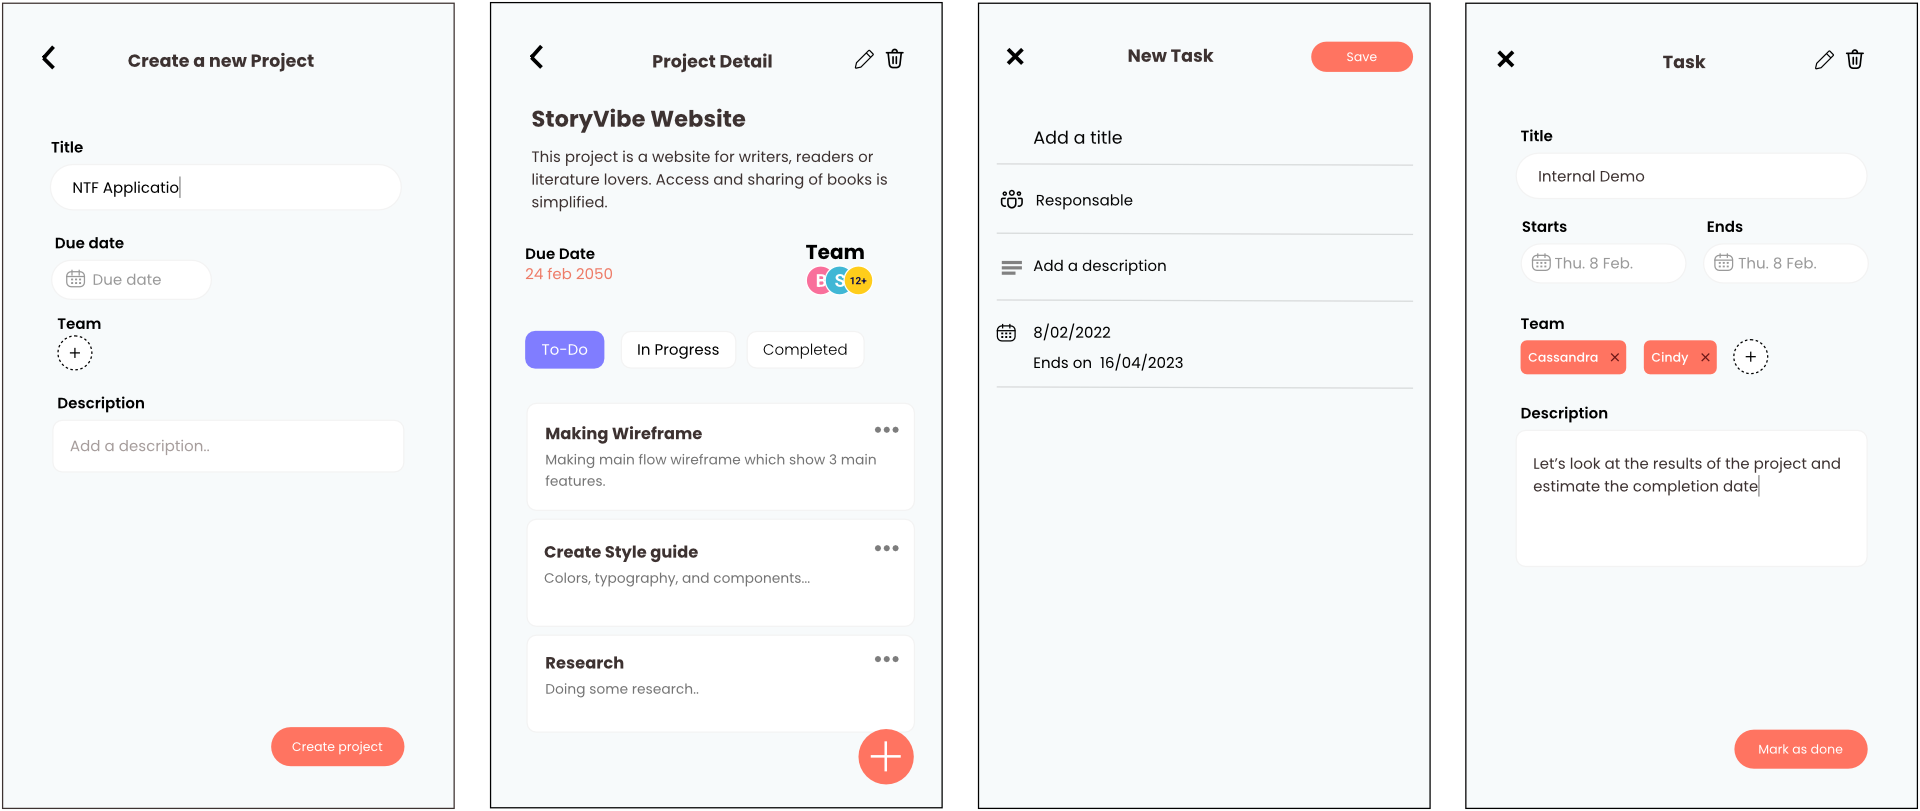 Create a new Project
Title
NTF Applicatio
Due date
Due date
Team
+
Description
Add a description..
Create project
Project Detail
StoryVibe Website
This project is a website for writers, readers or
literature lovers. Access and sharing of books is
simplified.
Due Date
24 feb 2050
Team
B S 12+
To-Do In Progress Completed
Making Wireframe
Making main flow wireframe which show 3 main
features.
Create Style guide
Colors, typography, and components...
Research
Doing some research..
New Task
Save
Add a title
Responsable
Add a description
8/02/2022
Ends on 16/04/2023
Task
Title
Internal Demo
Starts Ends
Thu. 8 Feb. Thu. 8 Feb.
Team
Cassandra × Cindy × +
Description
Let's look at the results of the project and
estimate the completion date
Mark as done